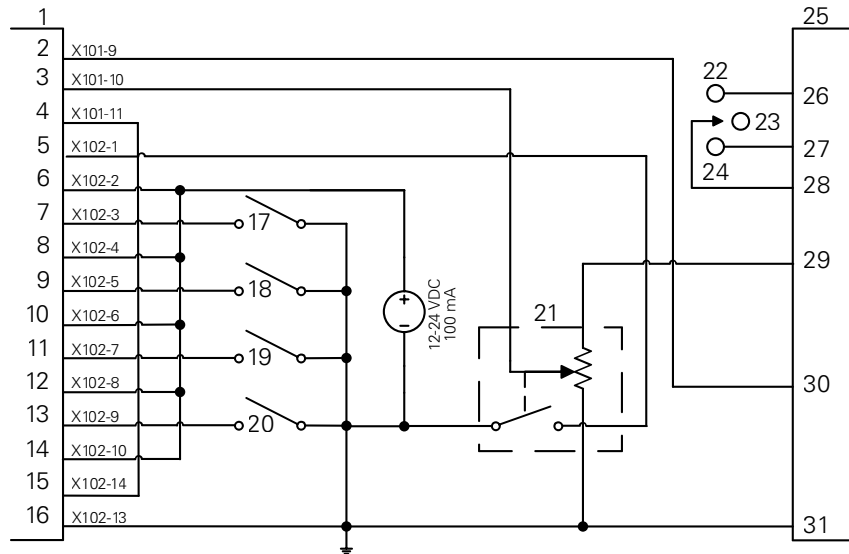 1
25
2 X101-9
3 X101-10
22
26
4 X101-11
23
5 X102-1
27
24
6 X102-2
28
7 X102-3
17
8 X102-4
29
9 X102-5
18
10 X102-6
12-24 VDC
100 mA
+
−
21
11 X102-7
19
12 X102-8
30
13 X102-9
20
14 X102-10
15 X102-14
16 X102-13
31